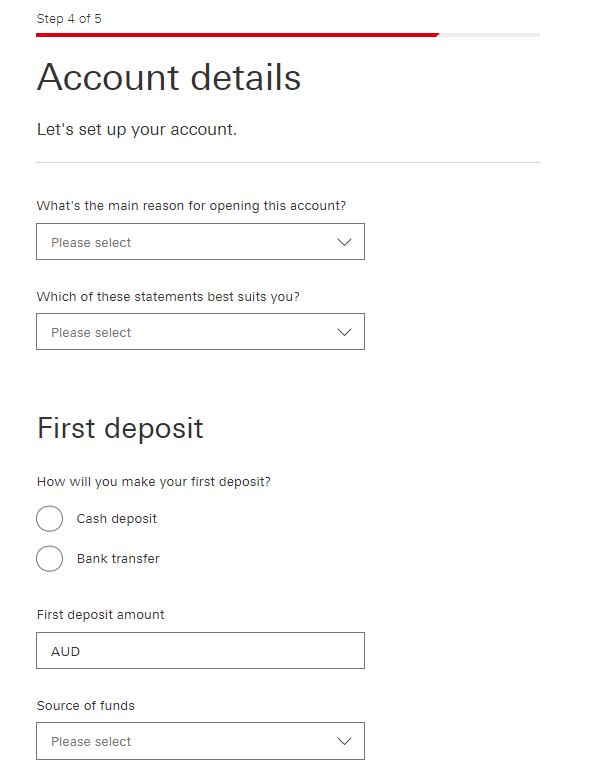 Step 4 of 5
Account details
Let's set up your account.
What's the main reason for opening this account?
Please select
Which of these statements best suits you?
Please select
First deposit
How will you make your first deposit?
Cash deposit
Bank transfer
First deposit amount
AUD
Source of funds
Please select